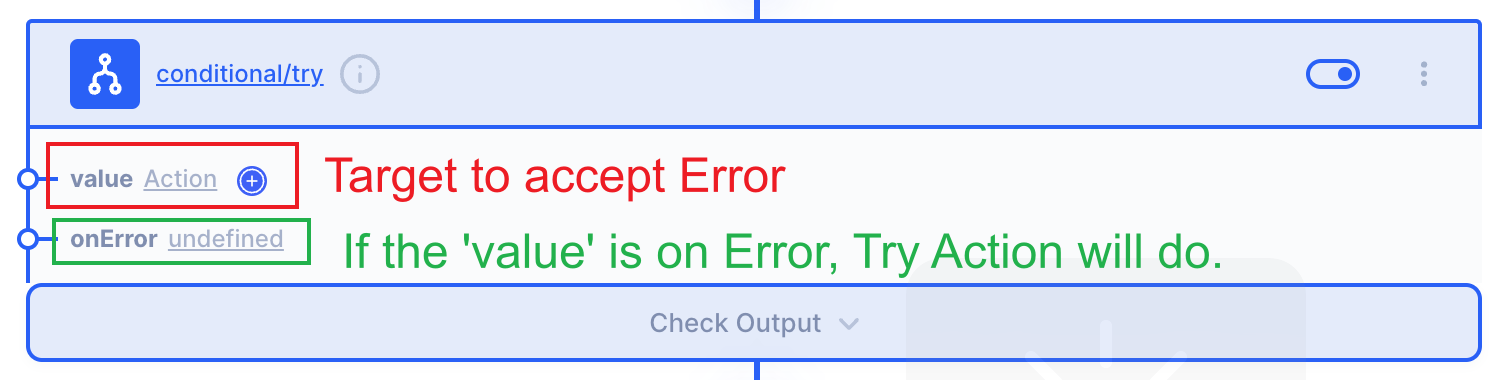 conditional/try
value Action Target to accept Error
onError undefined If the 'value' is on Error, Try Action will do.
Check Output